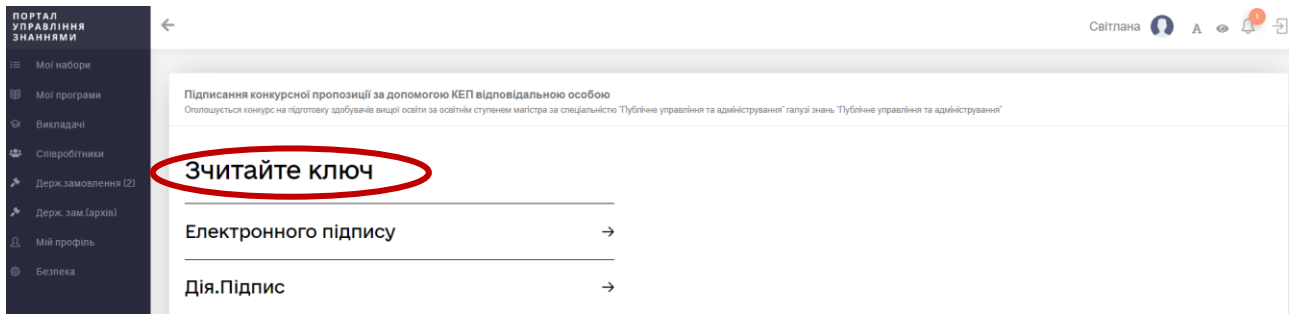 ПОРТАЛ
УПРАВЛІННЯ
ЗНАННЯМИ
Світлана
A
1
Мої набори
Мої програми
Викладачі
Співробітники
Держ.замовлення (2)
Держ. зам.(архів)
Мій профіль
Безпека
Підписання конкурсної пропозиції за допомогою КЕП відповідальною особою
Оголошується конкурс на підготовку здобувачів вищої освіти за освітнім ступенем магістра за спеціальністю "Публічне управління та адміністрування" галузі знань "Публічне управління та адміністрування"
Зчитайте ключ
Електронного підпису
Дія.Підпис